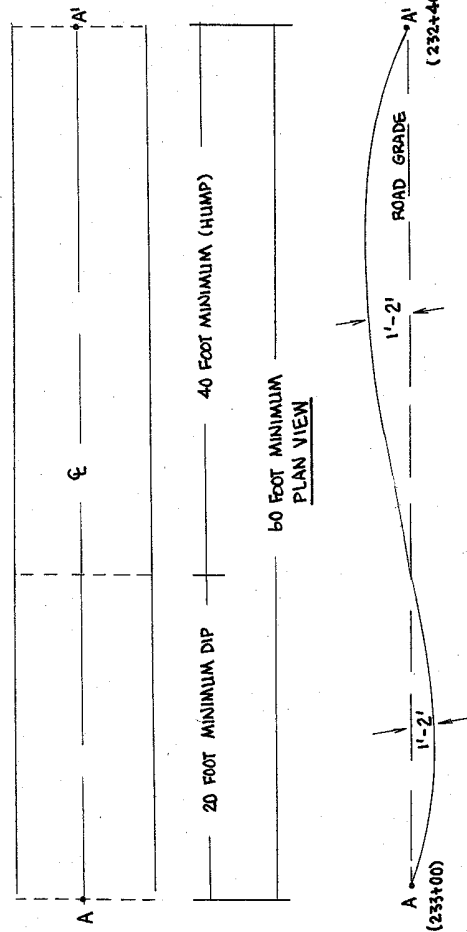 A
℄
A'
20 FOOT MINIMUM DIP
40 FOOT MINIMUM (HUMP)
60 FOOT MINIMUM
PLAN VIEW
A
(233+00)
1'-2'
1'-2'
ROAD GRADE
A'